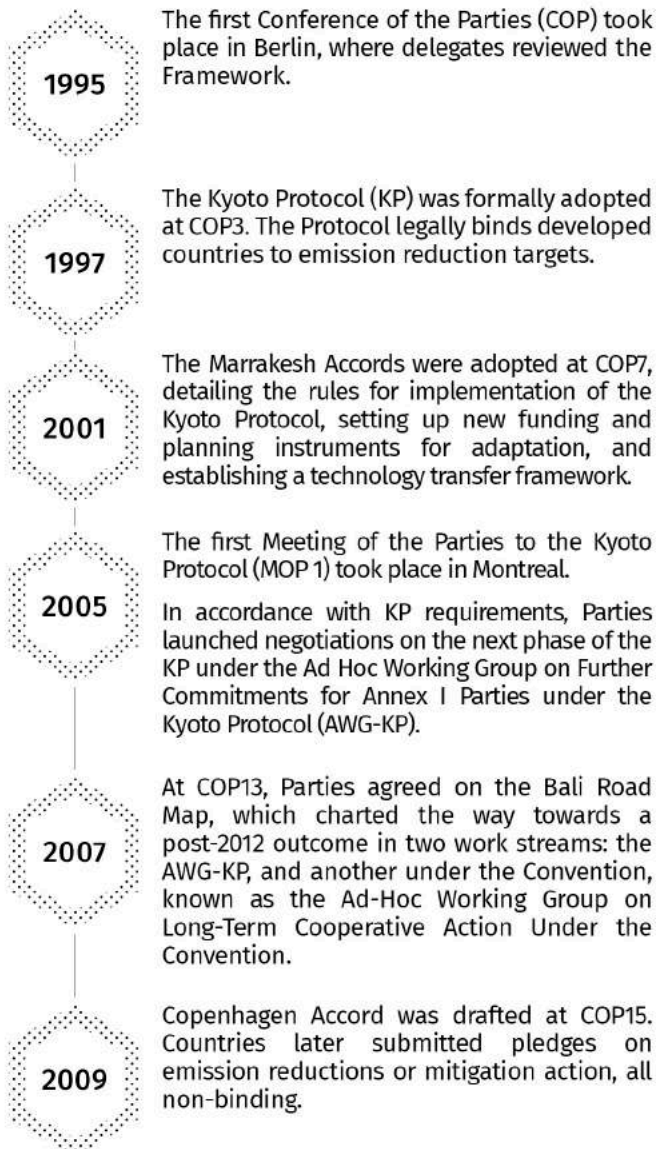 1995
The first Conference of the Parties (COP) took
place in Berlin, where delegates reviewed the
Framework.
1997
The Kyoto Protocol (KP) was formally adopted
at COP3. The Protocol legally binds developed
countries to emission reduction targets.
2001
The Marrakesh Accords were adopted at COP7,
detailing the rules for implementation of the
Kyoto Protocol, setting up new funding and
planning instruments for adaptation, and
establishing a technology transfer framework.
2005
The first Meeting of the Parties to the Kyoto
Protocol (MOP 1) took place in Montreal.
In accordance with KP requirements, Parties
launched negotiations on the next phase of the
KP under the Ad Hoc Working Group on Further
Commitments for Annex I Parties under the
Kyoto Protocol (AWG-KP).
2007
At COP13, Parties agreed on the Bali Road
Map, which charted the way towards a
post-2012 outcome in two work streams: the
AWG-KP, and another under the Convention,
known as the Ad-Hoc Working Group on
Long-Term Cooperative Action Under the
Convention.
2009
Copenhagen Accord was drafted at COP15.
Countries later submitted pledges on
emission reductions or mitigation action, all
non-binding.